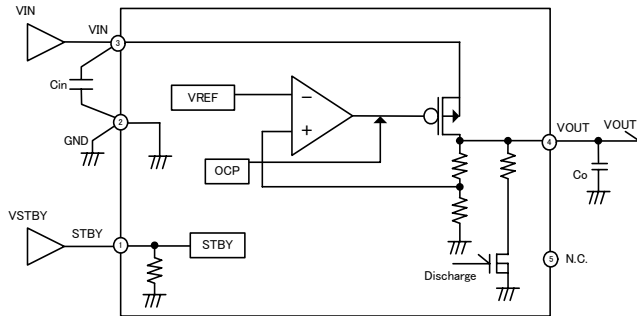 VIN
VIN
3
Cin
VREF
−
+
2
GND
OCP
VOUT
VOUT
4
Co
VSTBY
STBY
1
STBY
Discharge
5
N.C.